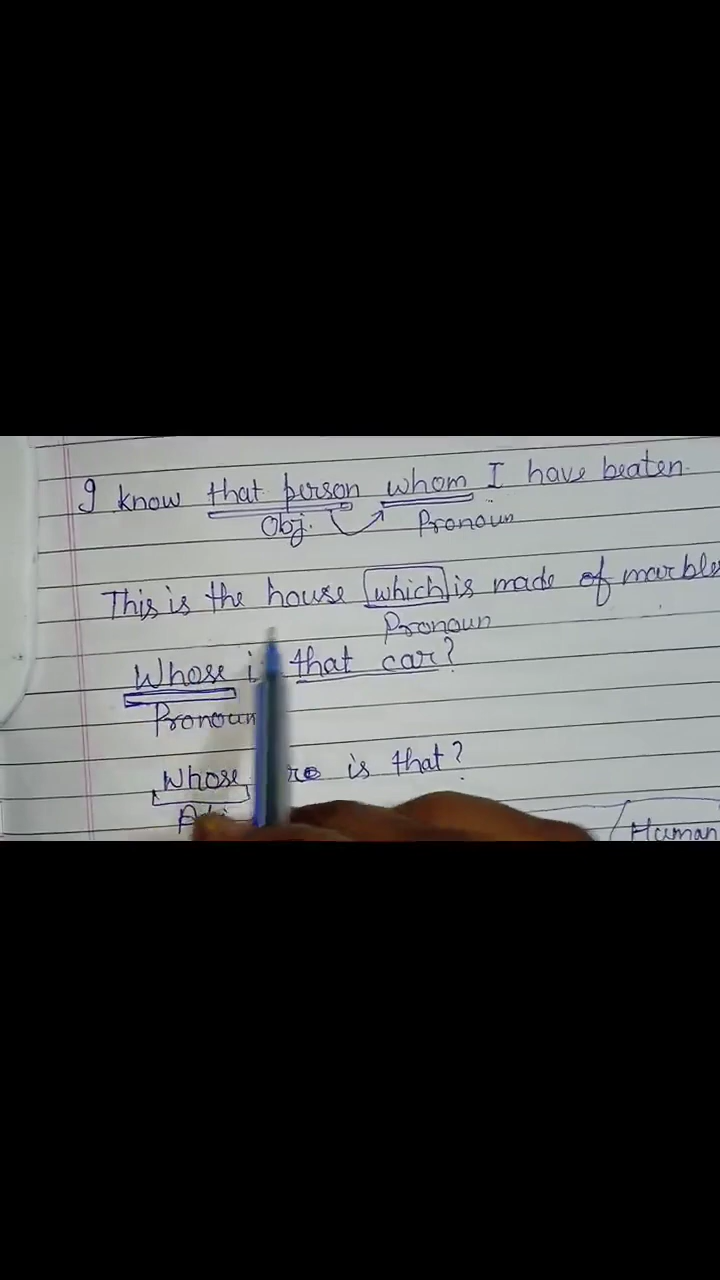 I know that person whom I have beaten.
Obj. Pronoun
This is the house which is made of marble
Pronoun
Whose is that car?
Pronoun
Whose is that?
Human